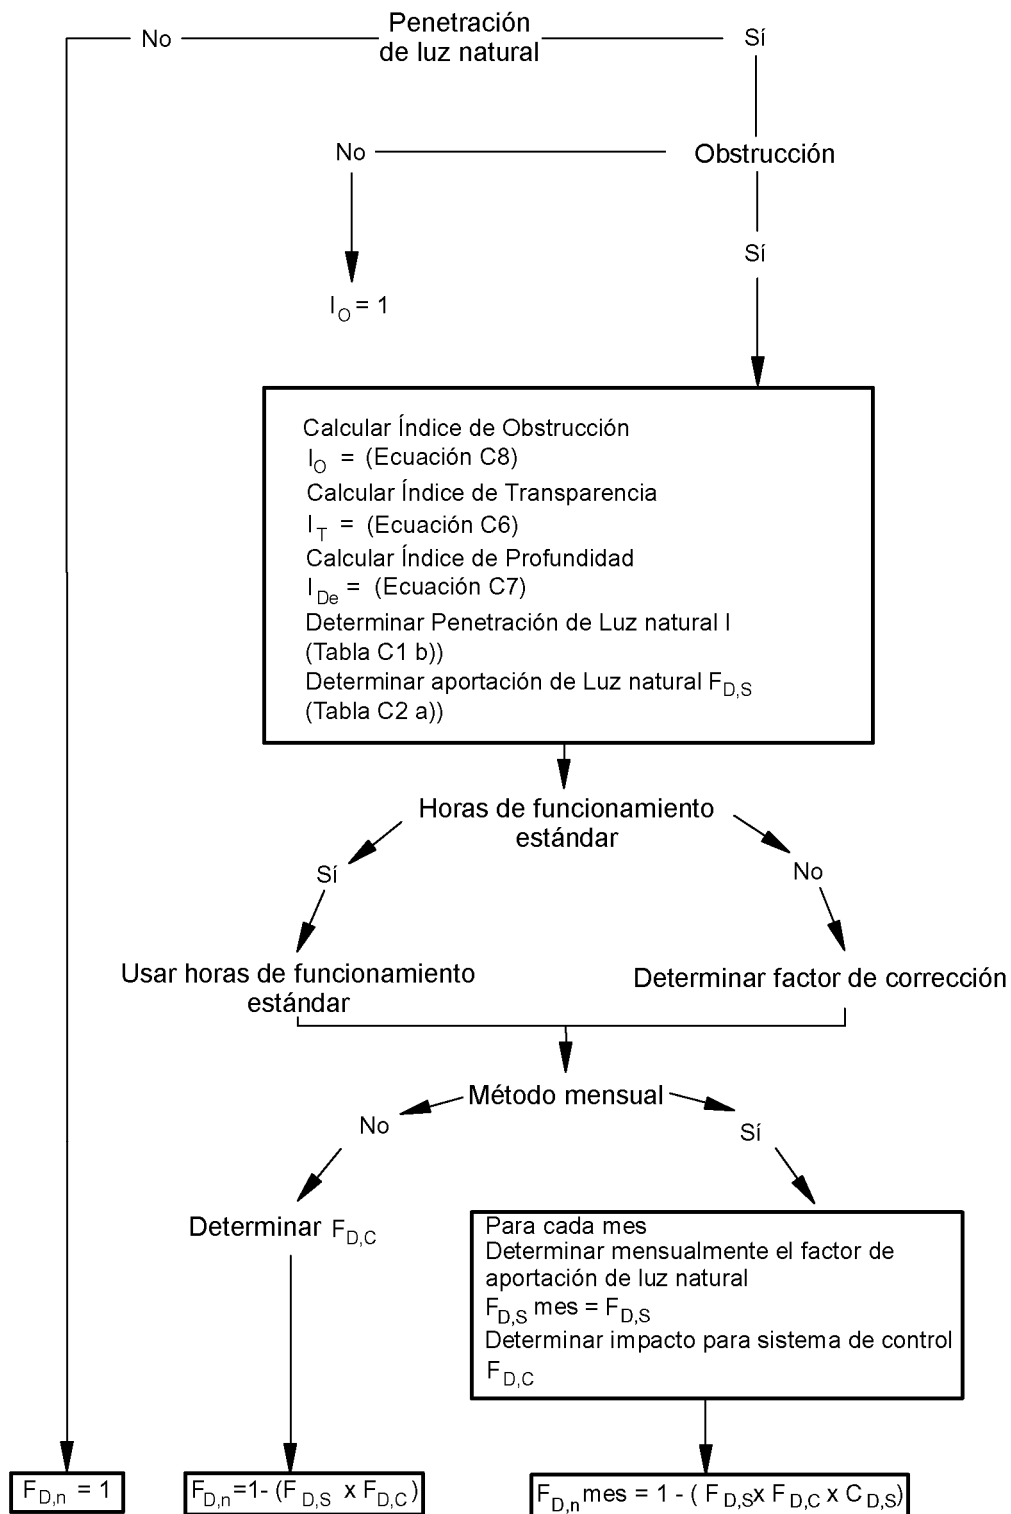 Penetración
de luz natural
No
Sí
No
Obstrucción
Sí
I_O = 1
Calcular Índice de Obstrucción
I_O = (Ecuación C8)
Calcular Índice de Transparencia
I_T = (Ecuación C6)
Calcular Índice de Profundidad
I_De = (Ecuación C7)
Determinar Penetración de Luz natural I
(Tabla C1 b))
Determinar aportación de Luz natural F_D,S
(Tabla C2 a))
Horas de funcionamiento
estándar
Sí
No
Usar horas de funcionamiento
estándar
Determinar factor de corrección
Método mensual
No
Sí
Determinar F_D,C
Para cada mes
Determinar mensualmente el factor de
aportación de luz natural
F_D,S mes = F_D,S
Determinar impacto para sistema de control
F_D,C
F_D,n = 1
F_D,n =1- (F_D,S x F_D,C)
F_D,n mes = 1 - ( F_D,S x F_D,C x C_D,S)